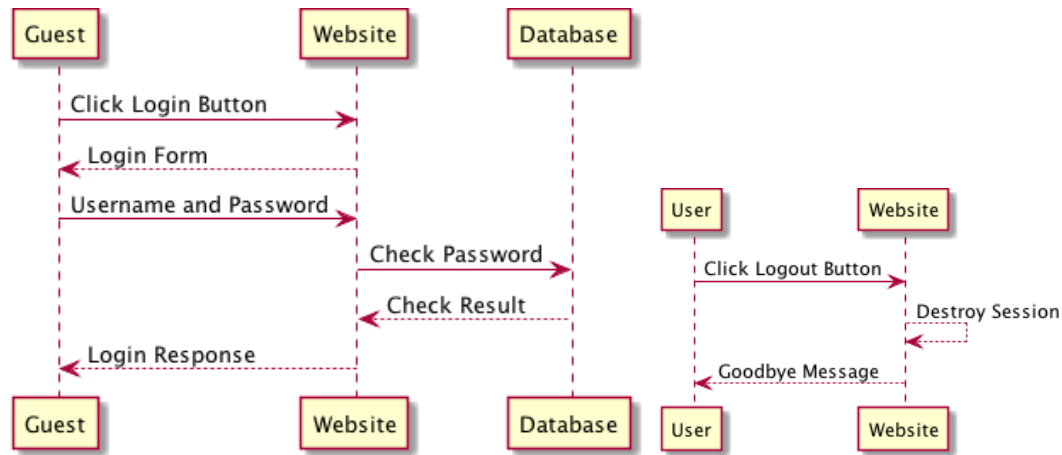 Guest
Website
Database
Click Login Button
Login Form
Username and Password
Check Password
Check Result
Login Response
Guest
Website
Database
User
Website
Click Logout Button
Destroy Session
Goodbye Message
User
Website